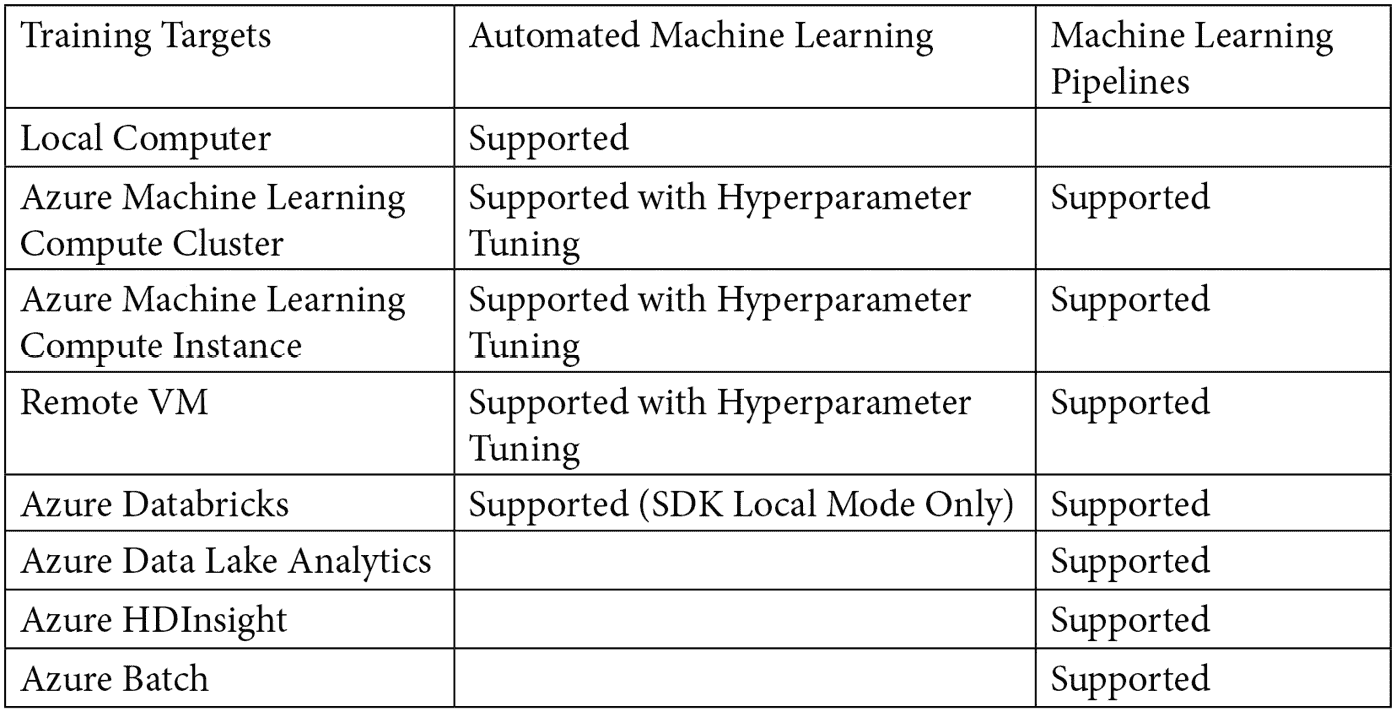 Training Targets Automated Machine Learning Machine Learning
Pipelines
Local Computer Supported
Azure Machine Learning Supported with Hyperparameter Supported
Compute Cluster Tuning
Azure Machine Learning Supported with Hyperparameter Supported
Compute Instance Tuning
Remote VM Supported with Hyperparameter Supported
Tuning
Azure Databricks Supported (SDK Local Mode Only) Supported
Azure Data Lake Analytics Supported
Azure HDInsight Supported
Azure Batch Supported